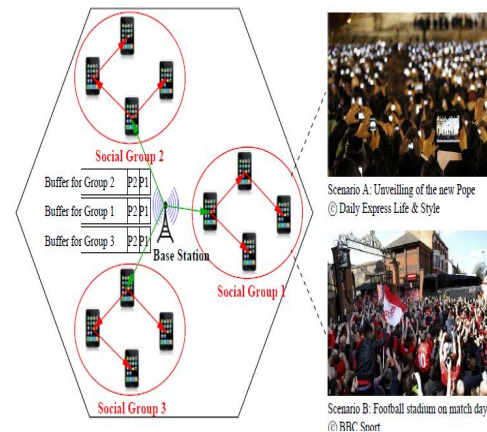 Social Group 2
Buffer for Group 2 P2 P1
Buffer for Group 1 P2 P1
Buffer for Group 3 P2 P1
Base Station
Social Group 1
Social Group 3
Scenario A: Unveilling of the new Pope
© Daily Express Life & Style
Scenario B: Football stadium on match day
© BBC Sport